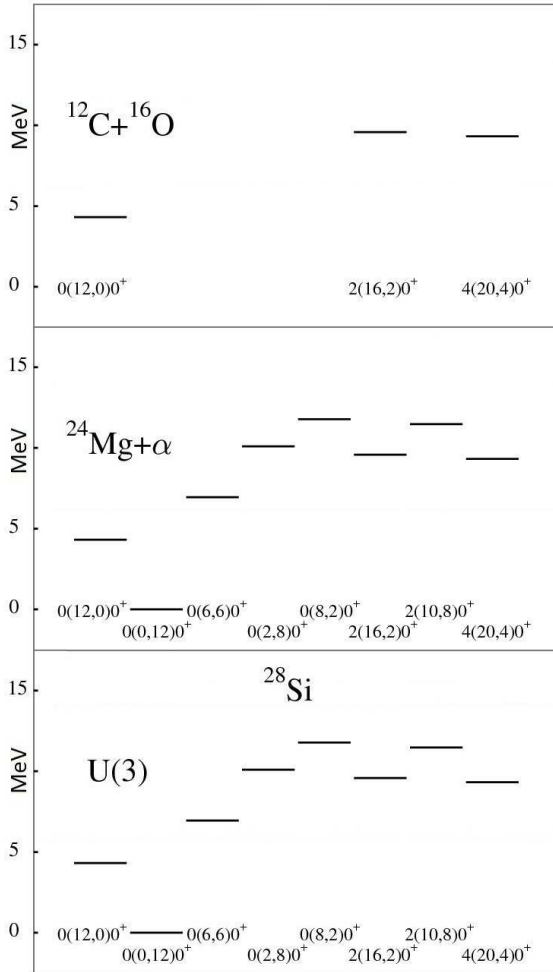 15
¹²C+¹⁶O
MeV
5
0
0(12,0)0⁺ 2(16,2)0⁺ 4(20,4)0⁺
15
²⁴Mg+α
MeV
5
0
0(12,0)0⁺ 0(6,6)0⁺ 0(8,2)0⁺ 2(10,8)0⁺
0(0,12)0⁺ 0(2,8)0⁺ 2(16,2)0⁺ 4(20,4)0⁺
²⁸Si
15
U(3)
MeV
5
0
0(12,0)0⁺ 0(6,6)0⁺ 0(8,2)0⁺ 2(10,8)0⁺
0(0,12)0⁺ 0(2,8)0⁺ 2(16,2)0⁺ 4(20,4)0⁺